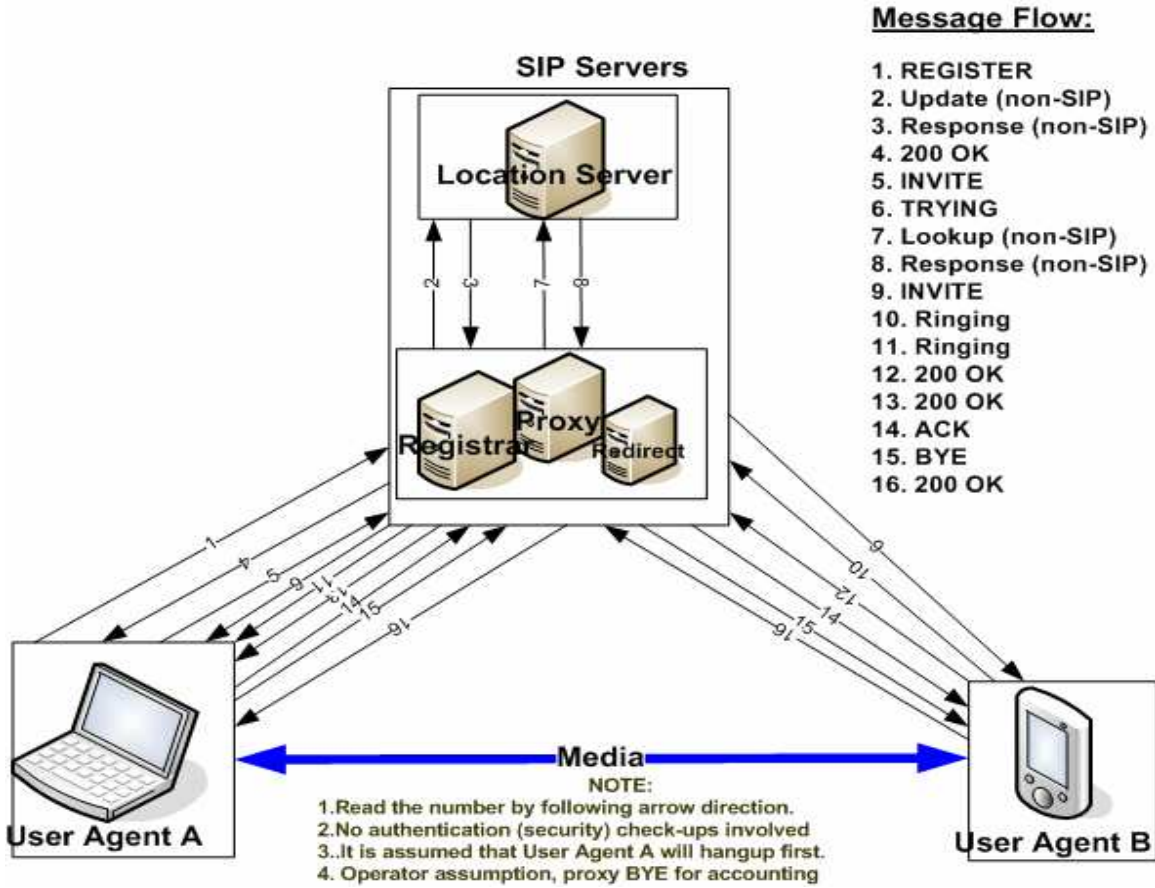 Message Flow:
SIP Servers
1. REGISTER
2. Update (non-SIP)
3. Response (non-SIP)
4. 200 OK
5. INVITE
6. TRYING
7. Lookup (non-SIP)
8. Response (non-SIP)
9. INVITE
10. Ringing
11. Ringing
12. 200 OK
13. 200 OK
14. ACK
15. BYE
16. 200 OK
Location Server
2
3
7
8
Registrar
Proxy
Redirect
1
4
5
6
11
13
14
15
16
9
10
12
14
15
16
Media
User Agent A
User Agent B
NOTE:
1.Read the number by following arrow direction.
2.No authentication (security) check-ups involved
3..It is assumed that User Agent A will hangup first.
4. Operator assumption, proxy BYE for accounting